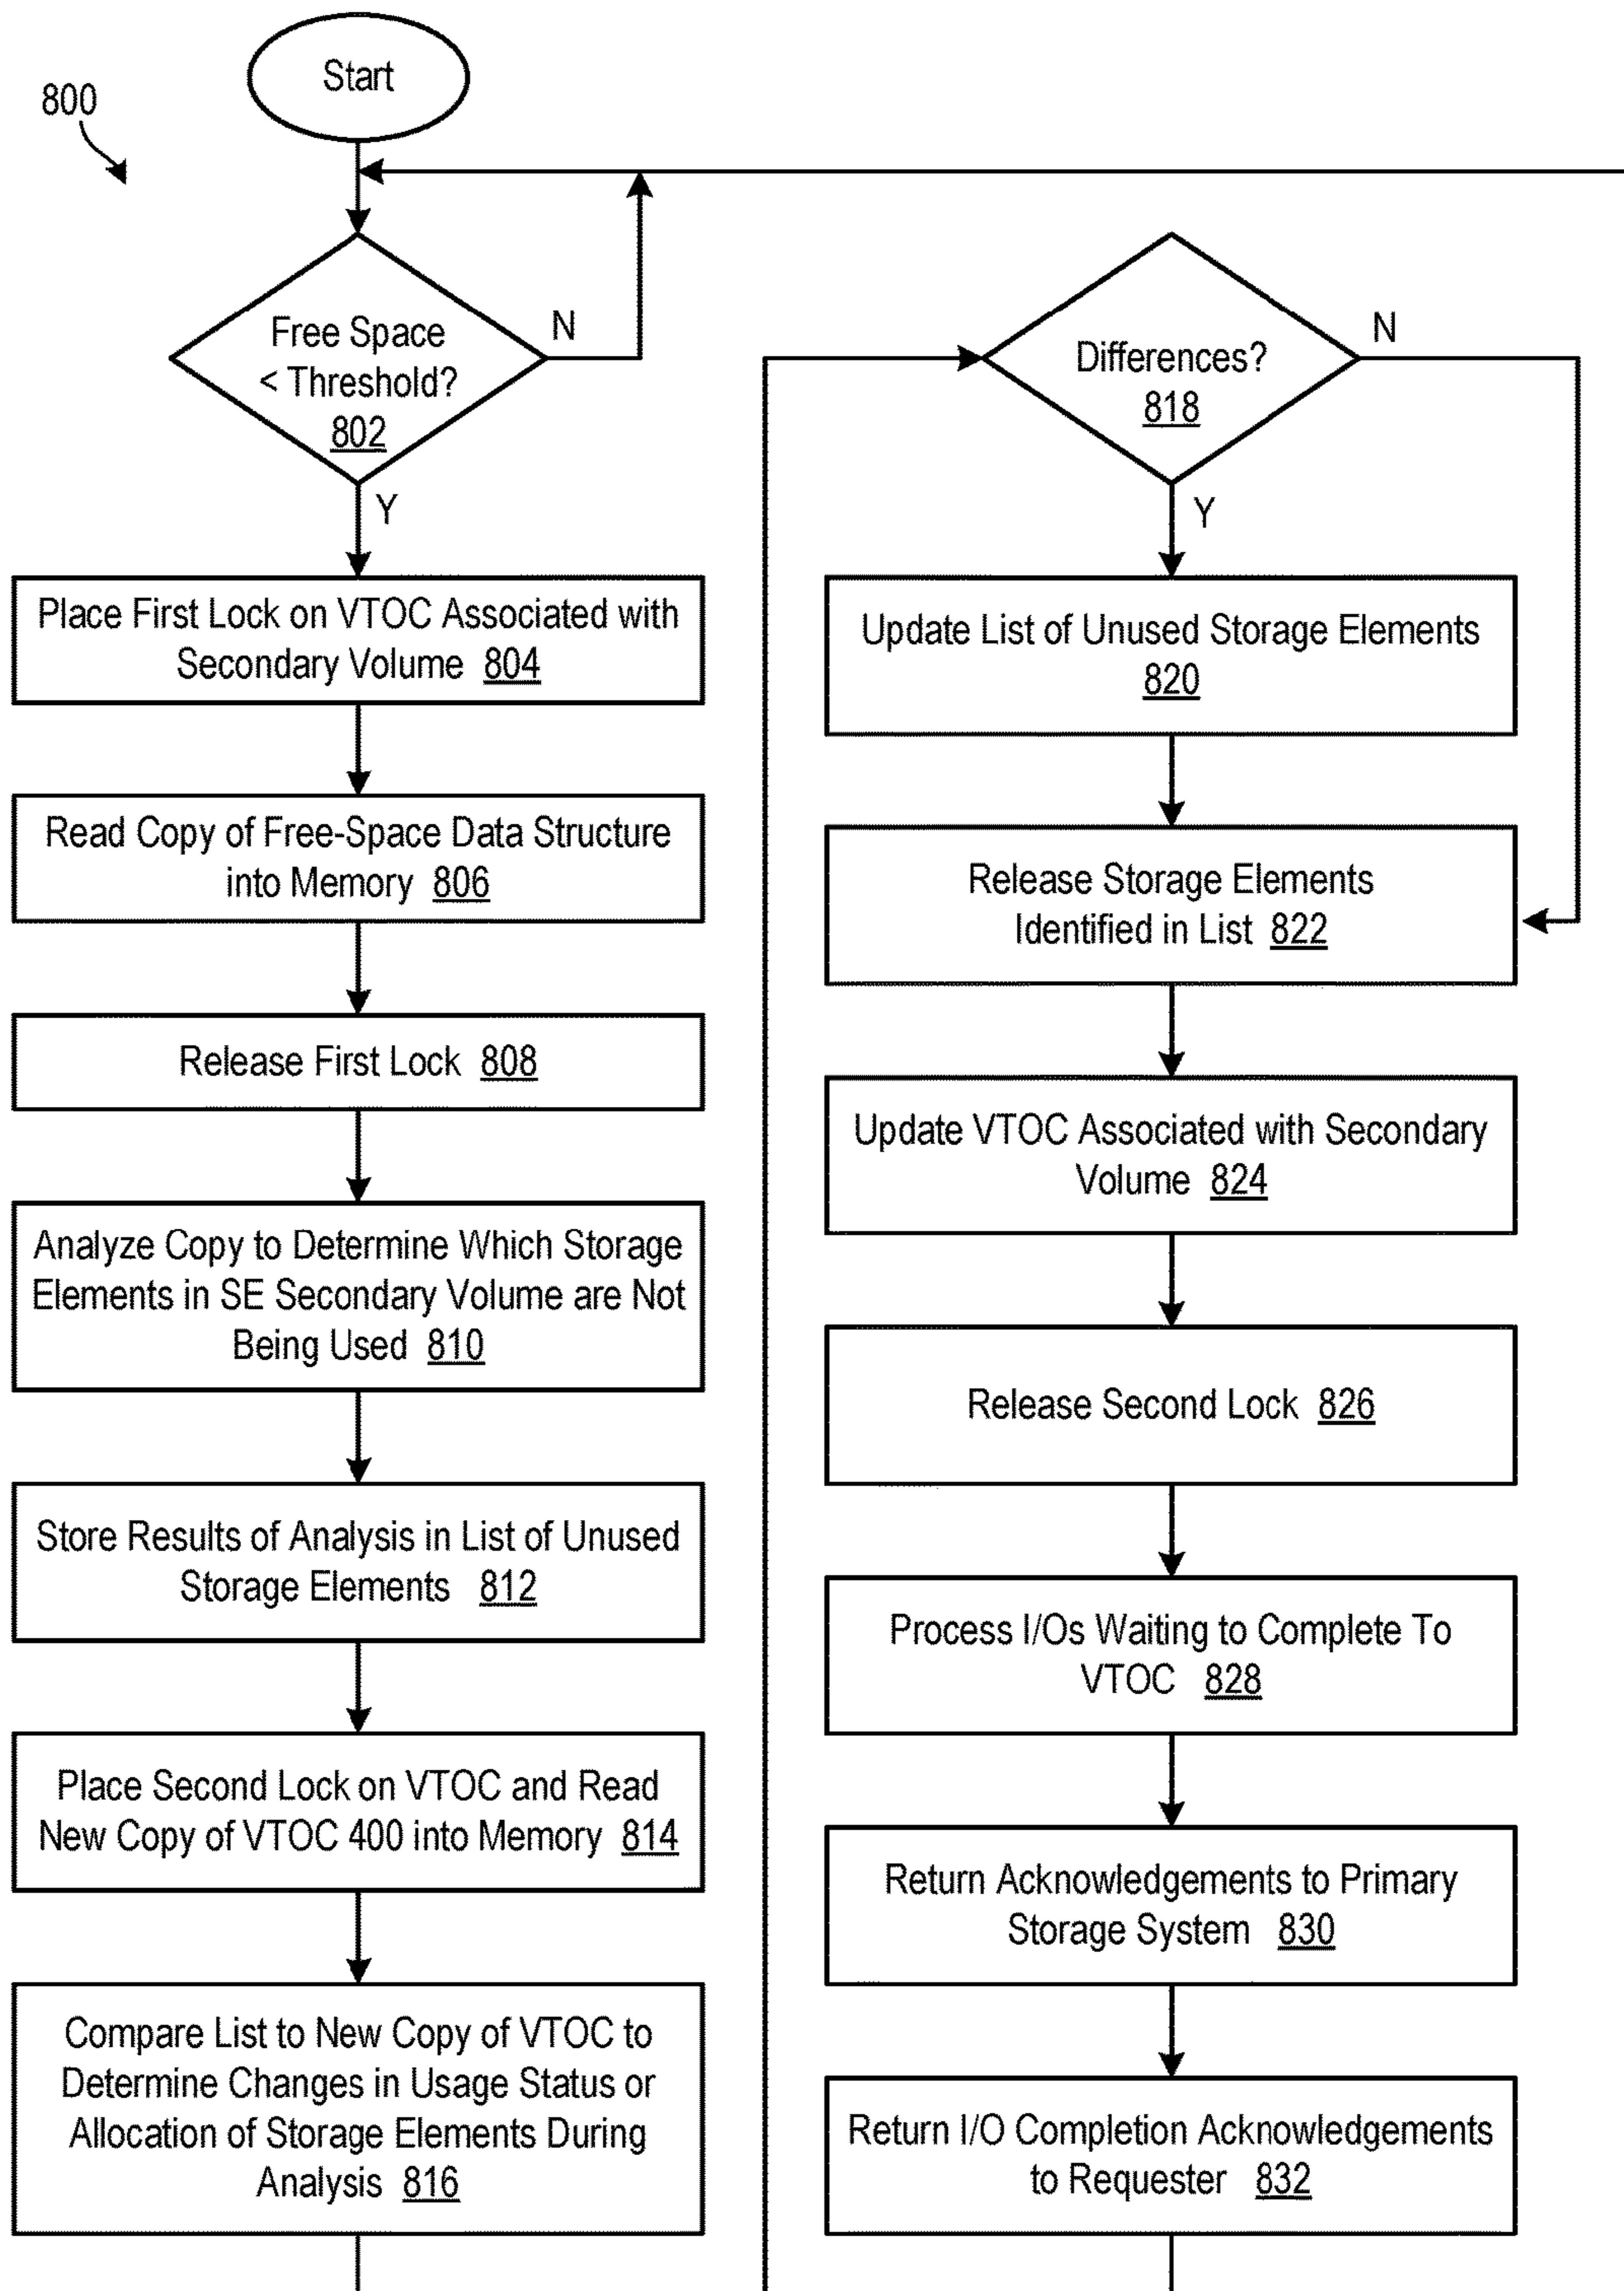 Start
800
Free Space
< Threshold?
802
N
Y
Place First Lock on VTOC Associated with
Secondary Volume 804
Read Copy of Free-Space Data Structure
into Memory 806
Release First Lock 808
Analyze Copy to Determine Which Storage
Elements in SE Secondary Volume are Not
Being Used 810
Store Results of Analysis in List of Unused
Storage Elements 812
Place Second Lock on VTOC and Read
New Copy of VTOC 400 into Memory 814
Compare List to New Copy of VTOC to
Determine Changes in Usage Status or
Allocation of Storage Elements During
Analysis 816
Differences?
818
N
Y
Update List of Unused Storage Elements
820
Release Storage Elements
Identified in List 822
Update VTOC Associated with Secondary
Volume 824
Release Second Lock 826
Process I/Os Waiting to Complete To
VTOC 828
Return Acknowledgements to Primary
Storage System 830
Return I/O Completion Acknowledgements
to Requester 832